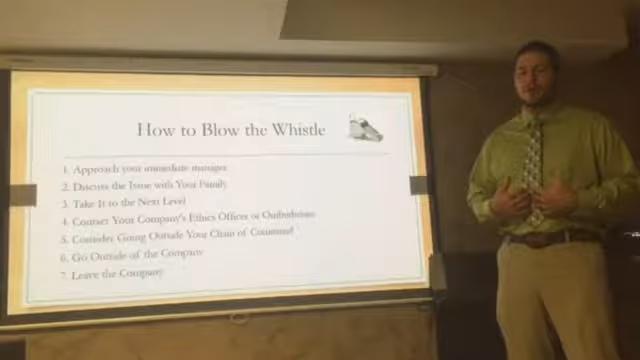 How to Blow the Whistle
1. Approach your immediate manager
2. Discuss the Issue with Your Family
3. Take It to the Next Level
4. Contact Your Company's Ethics Officer or Ombudsman
5. Consider Going Outside Your Chain of Command
6. Go Outside of the Company
7. Leave the Company